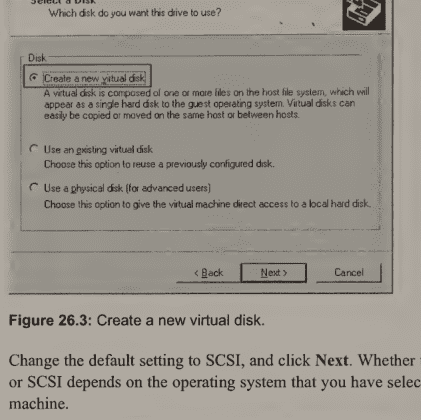 Select a Disk
Which disk do you want this drive to use?
Disk
Create a new virtual disk
A virtual disk is composed of one or more files on the host file system, which will
appear as a single hard disk to the guest operating system. Virtual disks can
easily be copied or moved on the same host or between hosts.
Use an existing virtual disk
Choose this option to reuse a previously configured disk.
Use a physical disk (for advanced users)
Choose this option to give the virtual machine direct access to a local hard disk.
< Back Next > Cancel
Figure 26.3: Create a new virtual disk.
Change the default setting to SCSI, and click Next. Whether
or SCSI depends on the operating system that you have selec
machine.